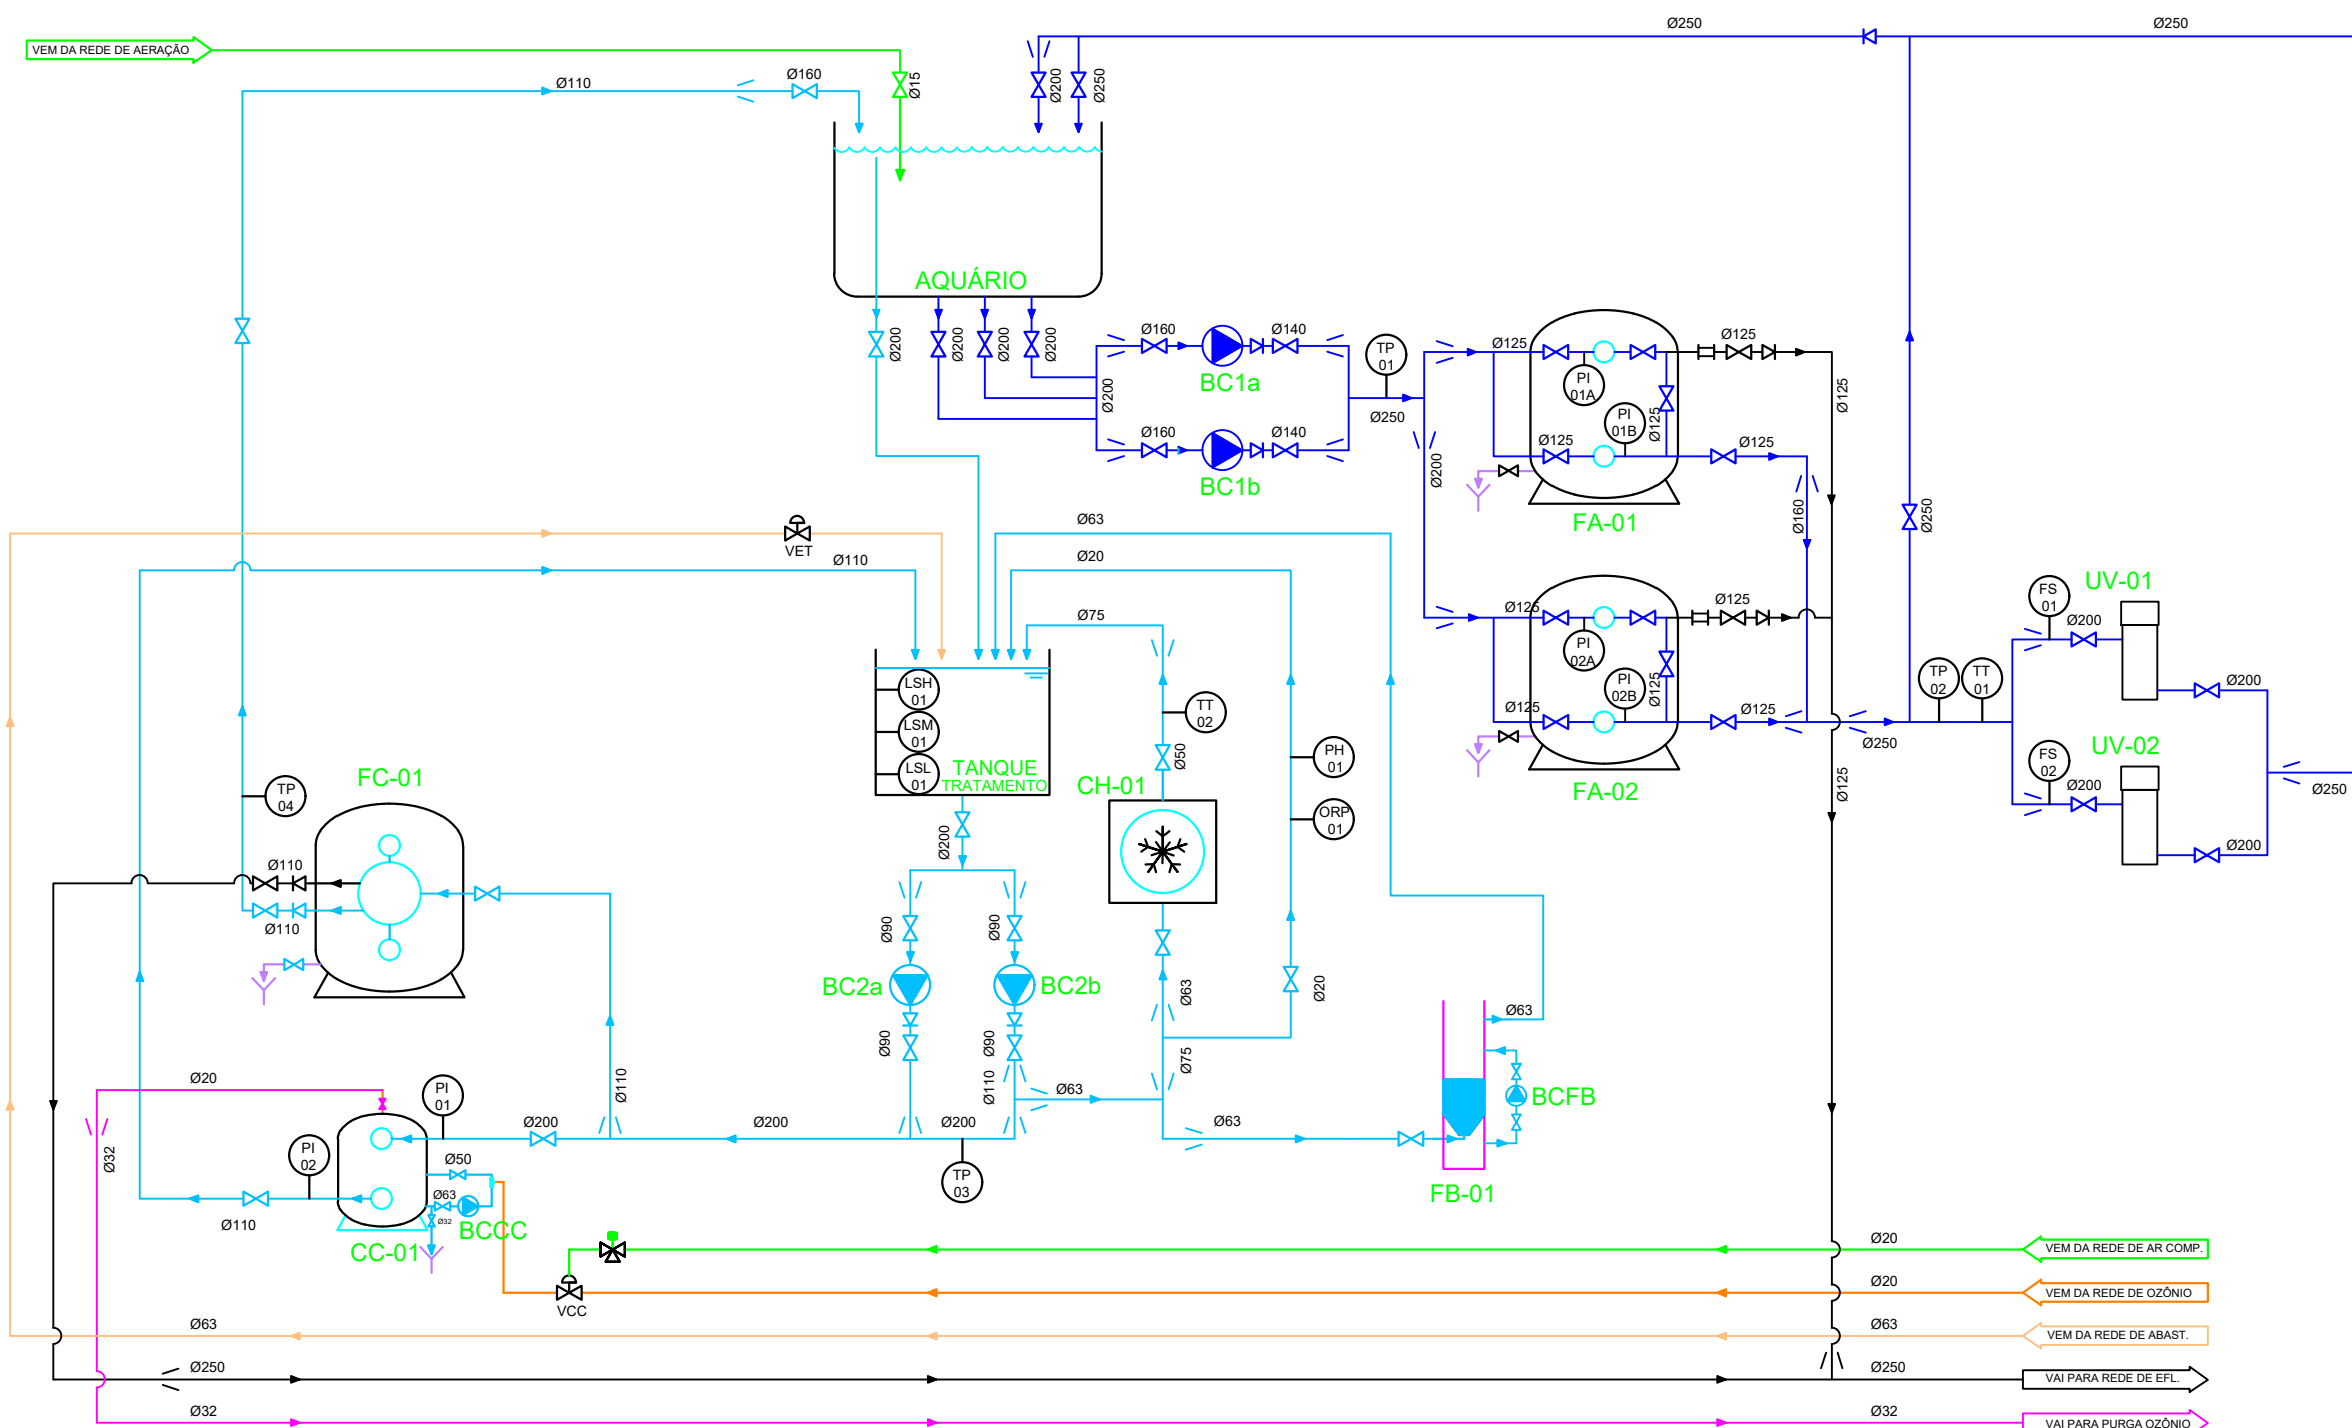 Ø250
Ø250
VEM DA REDE DE AERAÇÃO
Ø110
Ø160
Ø15
Ø200
Ø250
AQUÁRIO
Ø200
Ø200
Ø200
Ø200
Ø160
Ø140
BC1a
Ø200
Ø160
Ø140
BC1b
TP
01
Ø250
Ø125
Ø125
PI
01A
PI
01B
Ø125
Ø125
Ø125
Ø125
Ø200
Ø160
Ø250
FA-01
VET
Ø110
Ø63
Ø20
Ø75
Ø125
Ø125
PI
02A
PI
02B
Ø125
Ø125
Ø125
FA-02
Ø250
Ø125
TP
02
TT
01
FS
01
Ø200
UV-01
Ø200
FS
02
Ø200
UV-02
Ø200
Ø250
LSH
01
LSM
01
LSL
01
TANQUE
TRATAMENTO
TT
02
Ø50
CH-01
PH
01
ORP
01
FC-01
TP
04
Ø110
Ø110
Ø200
Ø90
Ø90
BC2a
BC2b
Ø63
Ø20
Ø90
Ø90
Ø75
Ø63
Ø110
Ø110
Ø63
Ø63
BCFB
FB-01
Ø20
Ø32
PI
01
Ø200
Ø200
Ø200
TP
03
PI
02
Ø50
Ø63
Ø32
BCCC
Ø110
CC-01
VCC
Ø20
VEM DA REDE DE AR COMP.
Ø20
VEM DA REDE DE OZÔNIO
Ø63
Ø63
VEM DA REDE DE ABAST.
Ø250
Ø250
VAI PARA REDE DE EFL.
Ø32
Ø32
VAI PARA PURGA OZÔNIO